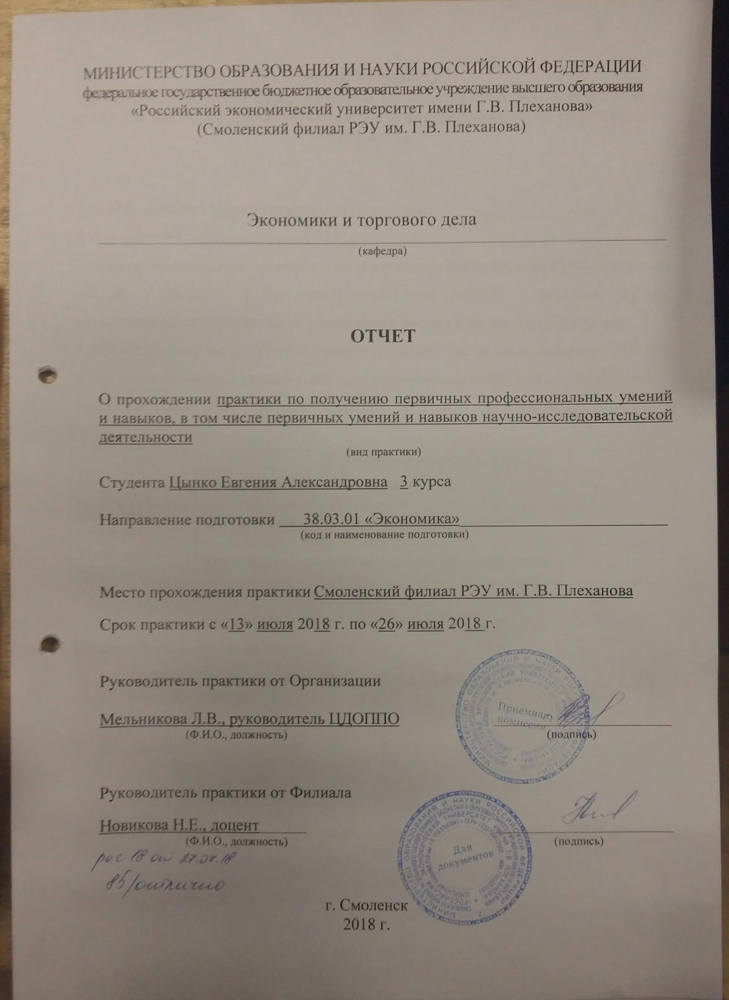 МИНИСТЕРСТВО ОБРАЗОВАНИЯ И НАУКИ РОССИЙСКОЙ ФЕДЕРАЦИИ
федеральное государственное бюджетное образовательное учреждение высшего образования
«Российский экономический университет имени Г.В. Плеханова»
(Смоленский филиал РЭУ им. Г.В. Плеханова)
Экономики и торгового дела
(кафедра)
ОТЧЕТ
О прохождении практики по получению первичных профессиональных умений
и навыков, в том числе первичных умений и навыков научно-исследовательской
деятельности
(вид практики)
Студента Цынко Евгения Александровна 3 курса
Направление подготовки 38.03.01 «Экономика»
(код и наименование подготовки)
Место прохождения практики Смоленский филиал РЭУ им. Г.В. Плеханова
Срок практики с «13» июля 2018 г. по «26» июля 2018 г.
Руководитель практики от Организации
Приемная
комиссия
Мельникова Л.В., руководитель ЦДОППО
(Ф.И.О., должность)
(подпись)
Руководитель практики от Филиала
МИНИСТЕРСТВО ОБРАЗОВАНИЯ И НАУКИ РОССИЙСКОЙ ФЕДЕРАЦИИ
Для
документов
Новикова Н.Е., доцент
(Ф.И.О., должность)
(подпись)
рег 18 от 27.07.18
85/отлично
г. Смоленск
2018 г.